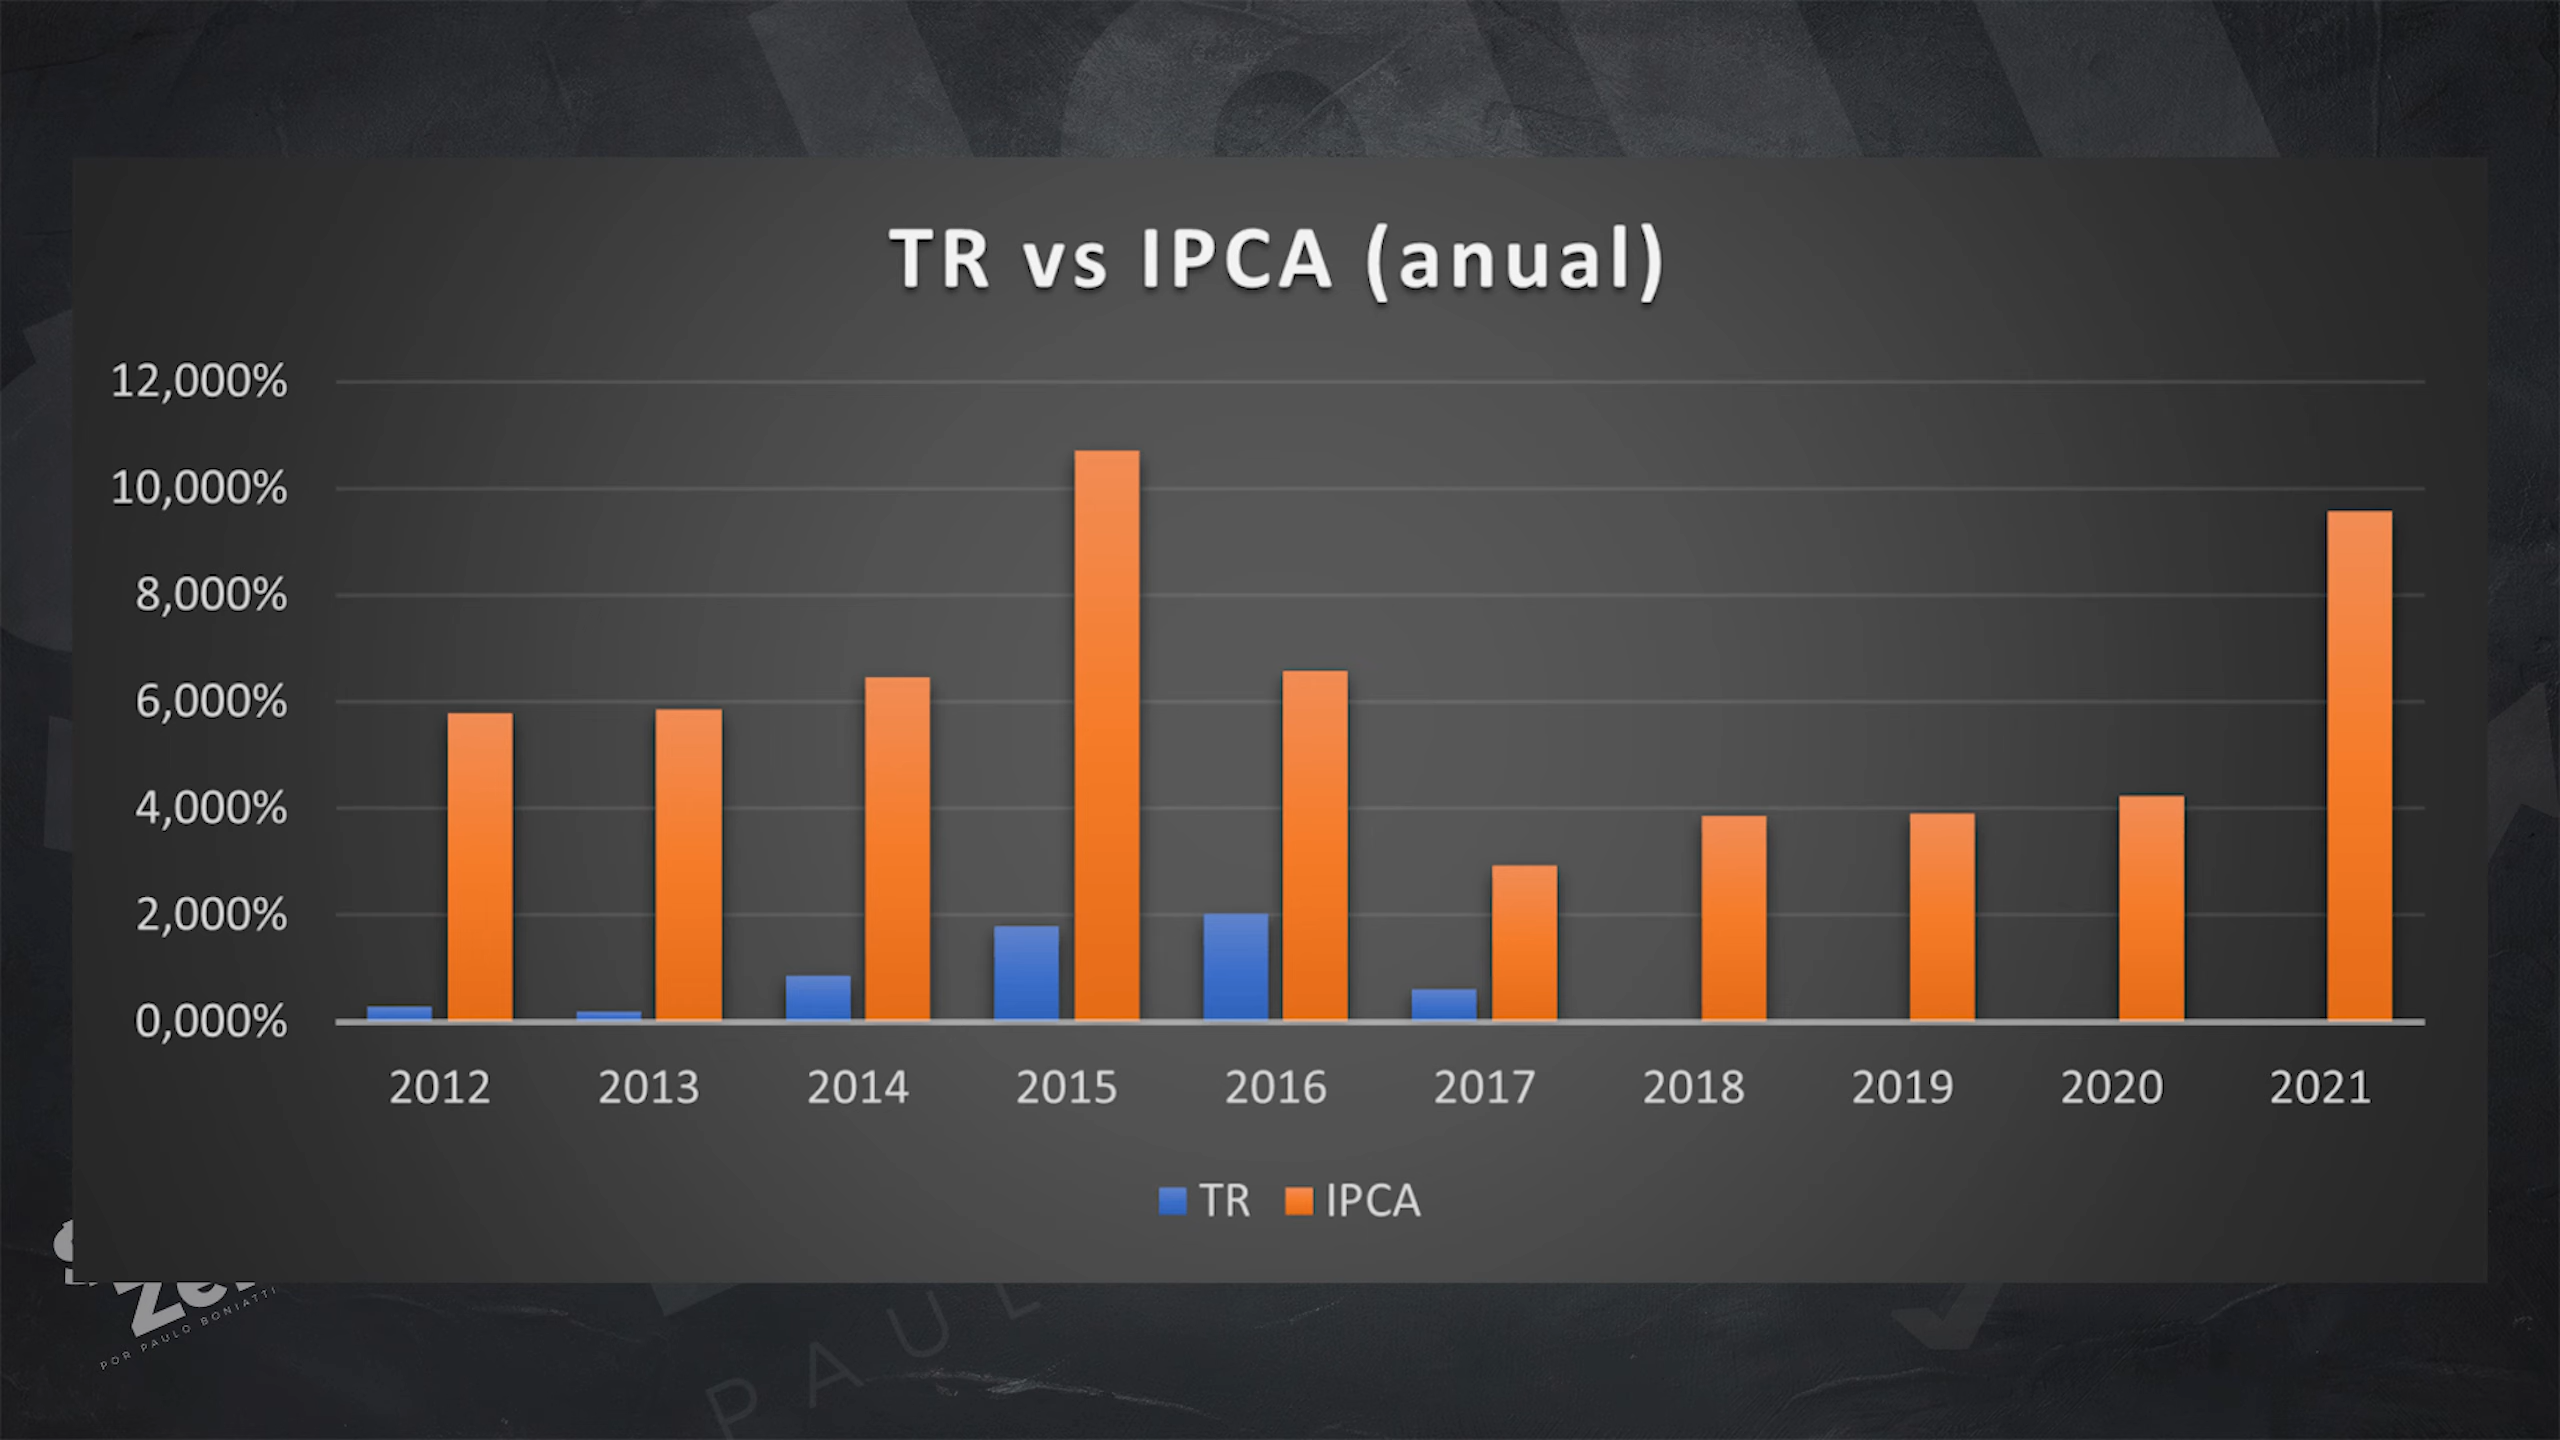 TR vs IPCA (anual)
12,000%
10,000%
8,000%
6,000%
4,000%
2,000%
0,000%
2012 2013 2014 2015 2016 2017 2018 2019 2020 2021
TR IPCA
POR PAULO BONIATTI